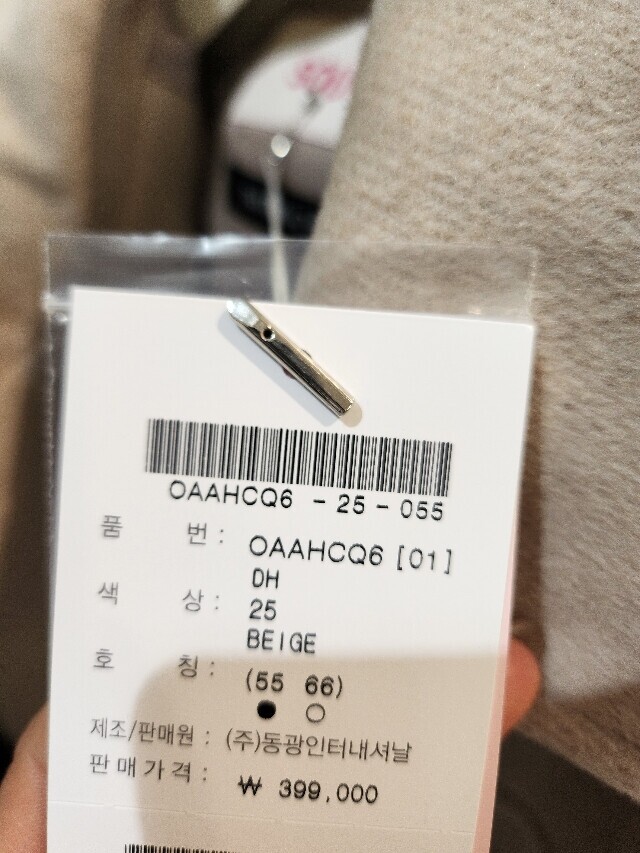 OAAHCQ6 - 25 - 055
품 번 : OAAHCQ6 [01]
DH
색 상 : 25
BEIGE
호 칭 : (55 66)
제조/판매원 : (주)동광인터내셔날
판매가격 : ₩ 399,000